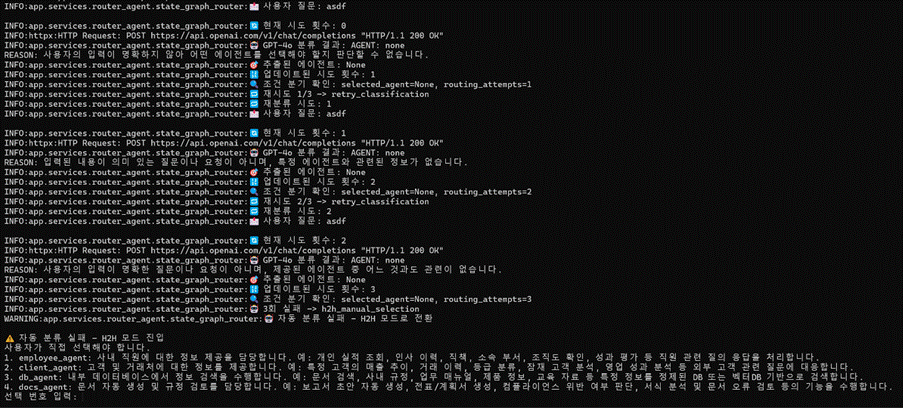 INFO:app.services.router_agent.state_graph_router:📩 사용자 질문: asdf
INFO:app.services.router_agent.state_graph_router:🔄 현재 시도 횟수: 0
INFO:httpx:HTTP Request: POST https://api.openai.com/v1/chat/completions "HTTP/1.1 200 OK"
INFO:app.services.router_agent.state_graph_router:🤖 GPT-4o 분류 결과: AGENT: none
REASON: 사용자의 입력이 명확하지 않아 어떤 에이전트를 선택해야 할지 판단할 수 없습니다.
INFO:app.services.router_agent.state_graph_router:🎯 추출된 에이전트: None
INFO:app.services.router_agent.state_graph_router:🔢 업데이트된 시도 횟수: 1
INFO:app.services.router_agent.state_graph_router:🔍 조건 분기 확인: selected_agent=None, routing_attempts=1
INFO:app.services.router_agent.state_graph_router:🔄 재시도 1/3 -> retry_classification
INFO:app.services.router_agent.state_graph_router:🔄 재분류 시도: 1
INFO:app.services.router_agent.state_graph_router:📩 사용자 질문: asdf
INFO:app.services.router_agent.state_graph_router:🔄 현재 시도 횟수: 1
INFO:httpx:HTTP Request: POST https://api.openai.com/v1/chat/completions "HTTP/1.1 200 OK"
INFO:app.services.router_agent.state_graph_router:🤖 GPT-4o 분류 결과: AGENT: none
REASON: 입력된 내용이 의미 있는 질문이나 요청이 아니며, 특정 에이전트와 관련된 정보가 없습니다.
INFO:app.services.router_agent.state_graph_router:🎯 추출된 에이전트: None
INFO:app.services.router_agent.state_graph_router:🔢 업데이트된 시도 횟수: 2
INFO:app.services.router_agent.state_graph_router:🔍 조건 분기 확인: selected_agent=None, routing_attempts=2
INFO:app.services.router_agent.state_graph_router:🔄 재시도 2/3 -> retry_classification
INFO:app.services.router_agent.state_graph_router:🔄 재분류 시도: 2
INFO:app.services.router_agent.state_graph_router:📩 사용자 질문: asdf
INFO:app.services.router_agent.state_graph_router:🔄 현재 시도 횟수: 2
INFO:httpx:HTTP Request: POST https://api.openai.com/v1/chat/completions "HTTP/1.1 200 OK"
INFO:app.services.router_agent.state_graph_router:🤖 GPT-4o 분류 결과: AGENT: none
REASON: 사용자의 입력이 명확한 질문이나 요청이 아니며, 제공된 에이전트 중 어느 것과도 관련이 없습니다.
INFO:app.services.router_agent.state_graph_router:🎯 추출된 에이전트: None
INFO:app.services.router_agent.state_graph_router:🔢 업데이트된 시도 횟수: 3
INFO:app.services.router_agent.state_graph_router:🔍 조건 분기 확인: selected_agent=None, routing_attempts=3
INFO:app.services.router_agent.state_graph_router:🚨 3회 실패 -> h2h_manual_selection
WARNING:app.services.router_agent.state_graph_router:🚨 자동 분류 실패 - H2H 모드로 전환
⚠️ 자동 분류 실패 - H2H 모드 진입
사용자가 직접 선택해야 합니다.
1. employee_agent: 사내 직원에 대한 정보 제공을 담당합니다. 예: 개인 실적 조회, 인사 이력, 직책, 소속 부서, 조직도 확인, 성과 평가 등 직원 관련 질의 응답을 처리합니다.
2. client_agent: 고객 및 거래처에 대한 정보를 제공합니다. 예: 특정 고객의 매출 추이, 거래 이력, 등급 분류, 잠재 고객 분석, 영업 성과 분석 등 외부 고객 관련 질문에 대응합니다.
3. db_agent: 내부 데이터베이스에서 정보 검색을 수행합니다. 예: 문서 검색, 사내 규정, 업무 매뉴얼, 제품 정보, 교육 자료 등 특정 정보를 정제된 DB 또는 벡터DB 기반으로 검색합니다.
4. docs_agent: 문서 자동 생성 및 규정 검토를 담당합니다. 예: 보고서 초안 자동 생성, 전표/계획서 생성, 컴플라이언스 위반 여부 판단, 서식 분석 및 문서 오류 검토 등의 기능을 수행합니다.
선택 번호 입력: